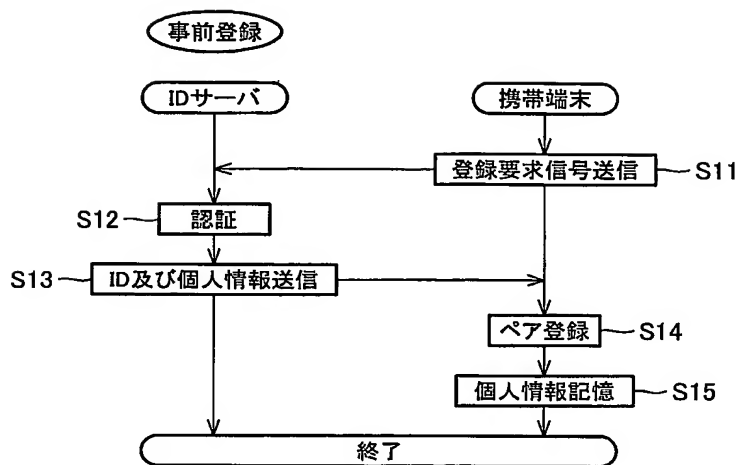 事前登録
IDサーバ
携帯端末
登録要求信号送信
S11
S12
認証
S13
ID及び個人情報送信
ペア登録
S14
個人情報記憶
S15
終了